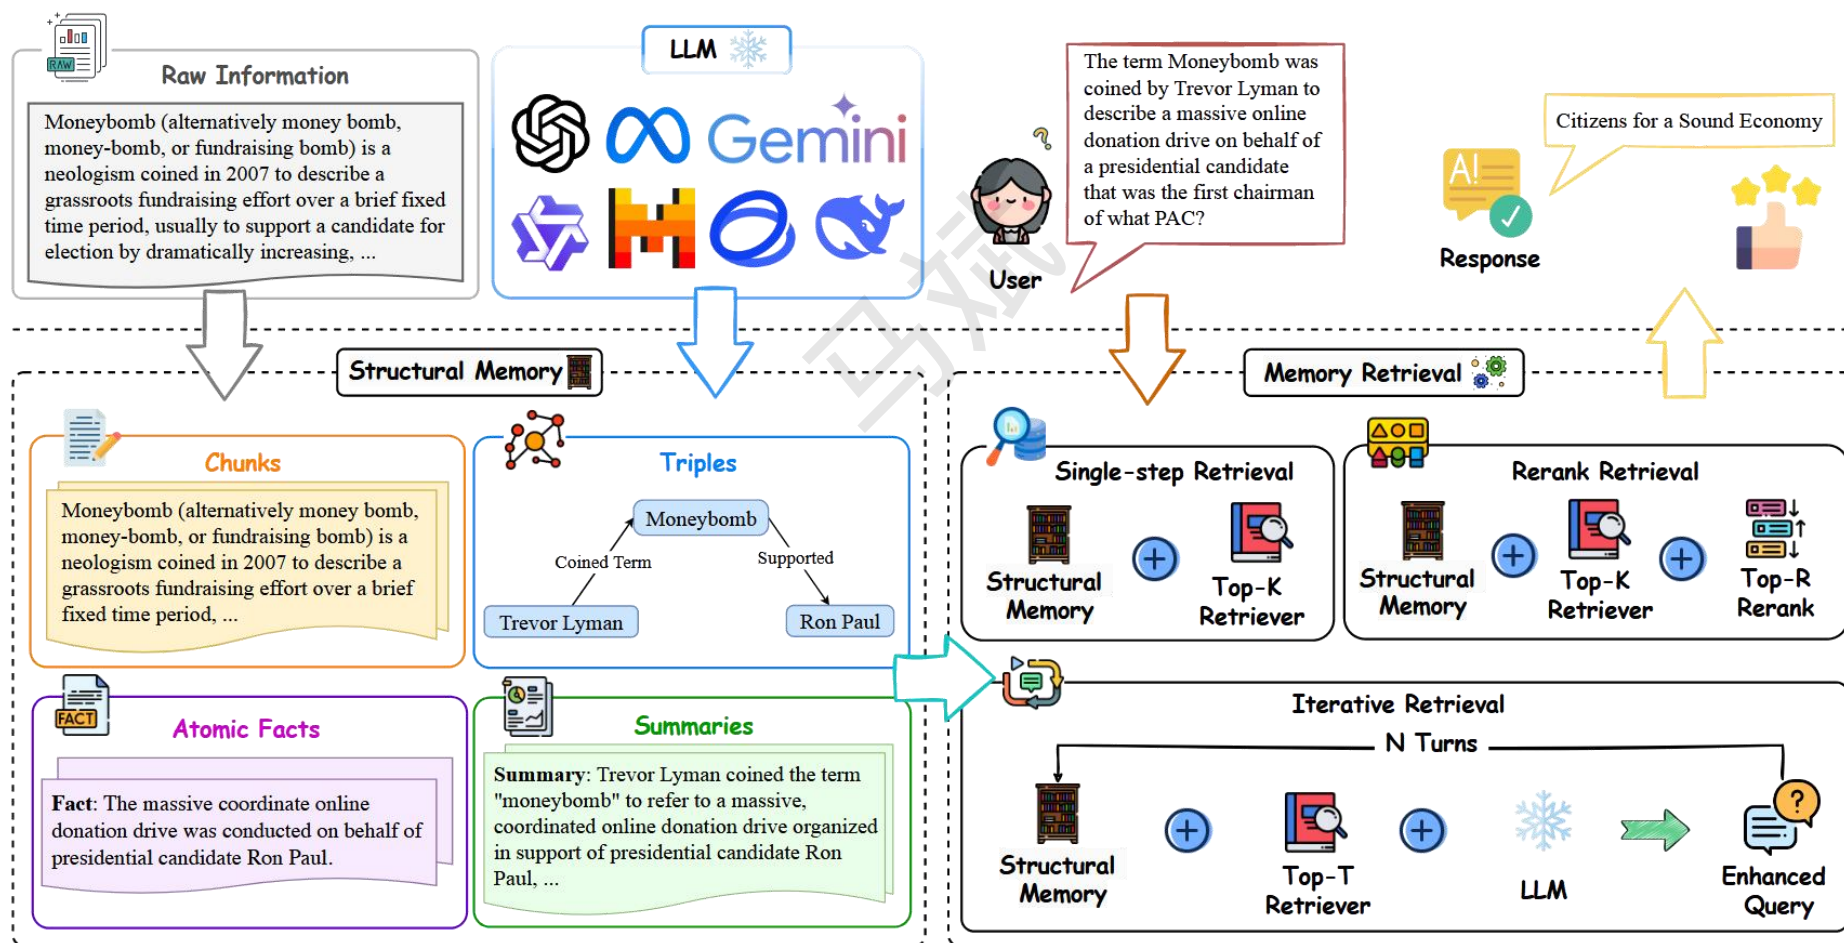 RAW
Raw Information
Moneybomb (alternatively money bomb,
money-bomb, or fundraising bomb) is a
neologism coined in 2007 to describe a
grassroots fundraising effort over a brief fixed
time period, usually to support a candidate for
election by dramatically increasing, ...
LLM
Gemini
User
The term Moneybomb was
coined by Trevor Lyman to
describe a massive online
donation drive on behalf of
a presidential candidate
that was the first chairman
of what PAC?
A!
Response
Citizens for a Sound Economy
马斌
Structural Memory
Chunks
Moneybomb (alternatively money bomb,
money-bomb, or fundraising bomb) is a
neologism coined in 2007 to describe a
grassroots fundraising effort over a brief
fixed time period, ...
Triples
Moneybomb
Coined Term
Supported
Trevor Lyman
Ron Paul
FACT
Atomic Facts
Fact: The massive coordinate online
donation drive was conducted on behalf of
presidential candidate Ron Paul.
Summaries
Summary: Trevor Lyman coined the term
"moneybomb" to refer to a massive,
coordinated online donation drive organized
in support of presidential candidate Ron
Paul, ...
Memory Retrieval
Single-step Retrieval
Structural
Memory
Top-K
Retriever
Rerank Retrieval
Structural
Memory
Top-K
Retriever
Top-R
Rerank
Iterative Retrieval
N Turns
Structural
Memory
Top-T
Retriever
LLM
Enhanced
Query